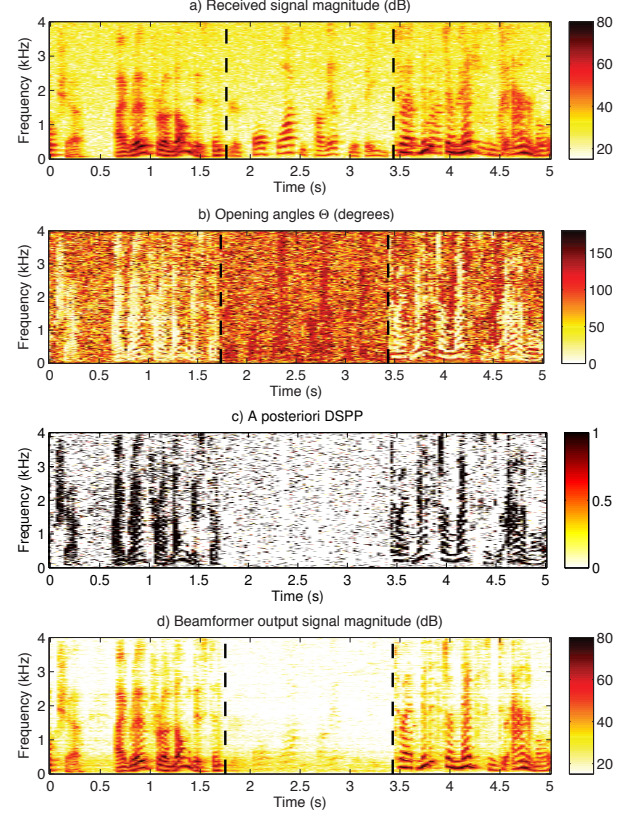 a) Received signal magnitude (dB)
4
3
2
1
0
Frequency (kHz)
0 0.5 1 1.5 2 2.5 3 3.5 4 4.5 5
Time (s)
80
60
40
20
b) Opening angles Θ (degrees)
4
3
2
1
0
Frequency (kHz)
0 0.5 1 1.5 2 2.5 3 3.5 4 4.5 5
Time (s)
150
100
50
0
c) A posteriori DSPP
4
3
2
1
0
Frequency (kHz)
0 0.5 1 1.5 2 2.5 3 3.5 4 4.5 5
Time (s)
1
0.5
0
d) Beamformer output signal magnitude (dB)
4
3
2
1
0
Frequency (kHz)
0 0.5 1 1.5 2 2.5 3 3.5 4 4.5 5
Time (s)
80
60
40
20